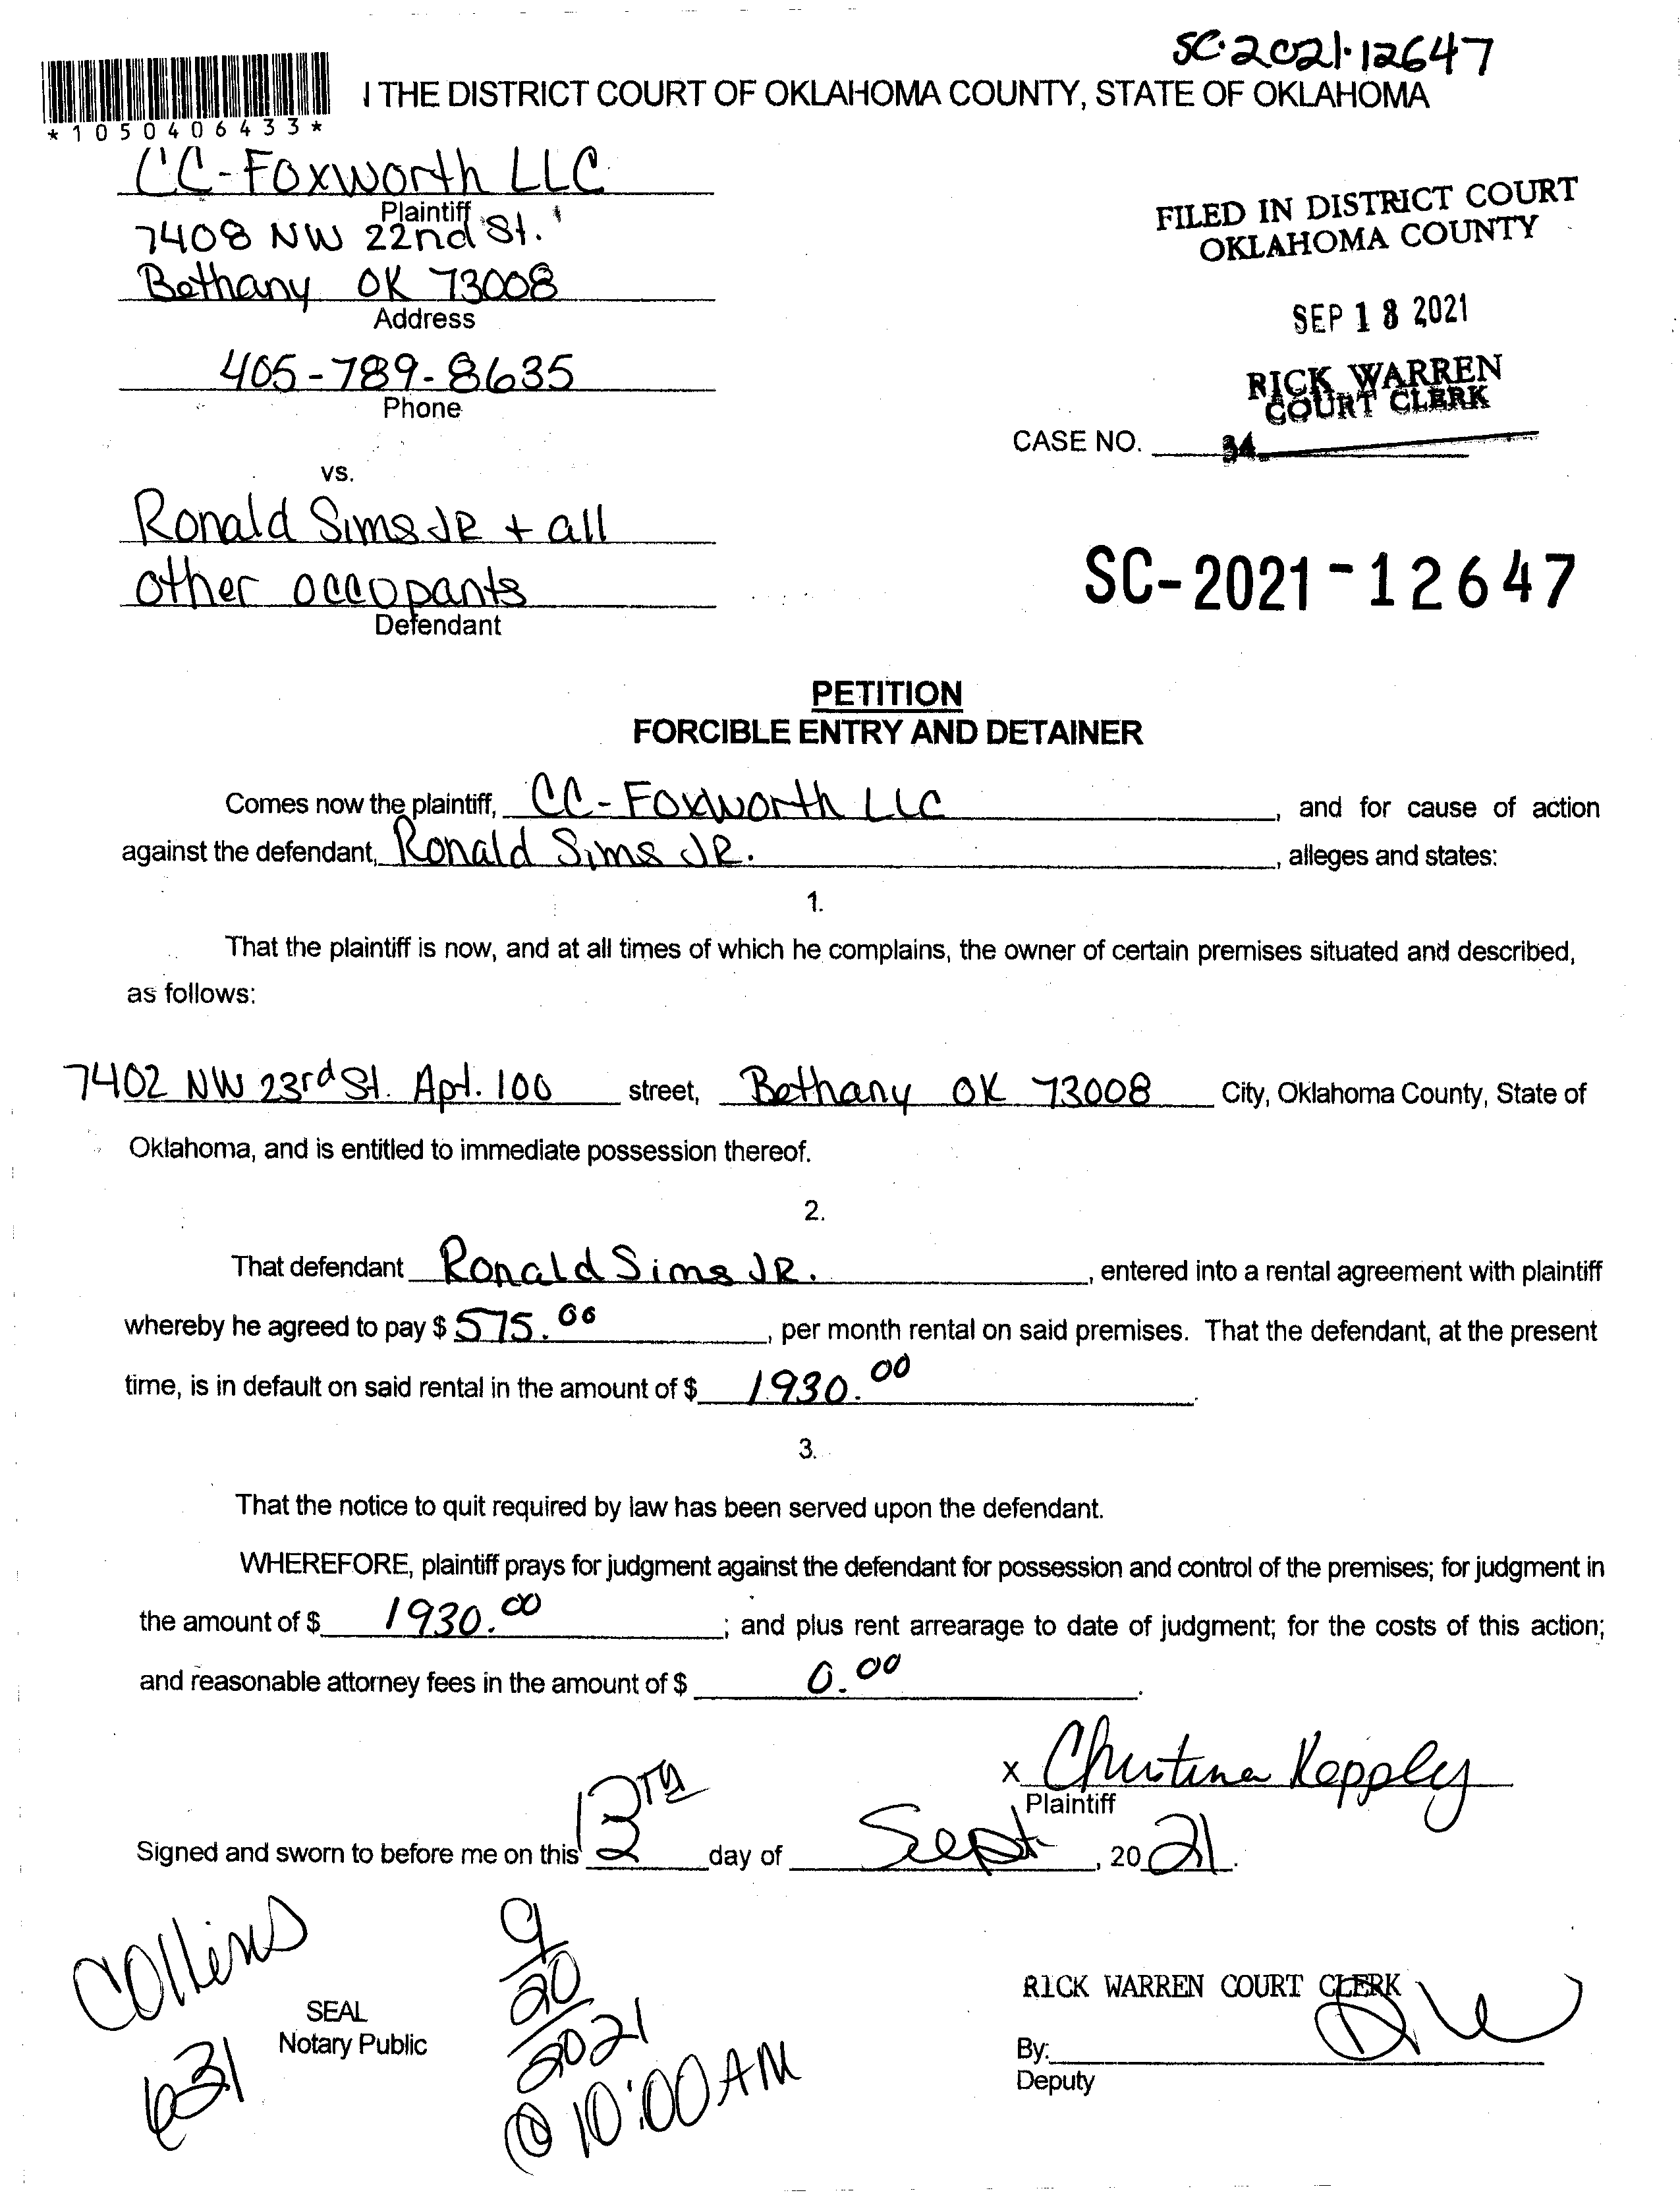 SC-2021-12647
*1050406433*
I THE DISTRICT COURT OF OKLAHOMA COUNTY, STATE OF OKLAHOMA
CC-Foxworth LLC
Plaintiff
7408 NW 22nd St.
Bethany OK 73008
Address
405-789-8635
Phone
FILED IN DISTRICT COURT
OKLAHOMA COUNTY
SEP 13 2021
RICK WARREN
COURT CLERK
CASE NO.
34
vs.
Ronald Sims JR + all
other occupants
Defendant
SC-2021-12647
PETITION
FORCIBLE ENTRY AND DETAINER
Comes now the plaintiff, CC-Foxworth LLC, and for cause of action
against the defendant, Ronald Sims JR., alleges and states:
1.
That the plaintiff is now, and at all times of which he complains, the owner of certain premises situated and described,
as follows:
7402 NW 23rd St. Apt. 100 street, Bethany OK 73008 City, Oklahoma County, State of
Oklahoma, and is entitled to immediate possession thereof.
2.
That defendant Ronald Sims JR., entered into a rental agreement with plaintiff
whereby he agreed to pay $ 575.00, per month rental on said premises. That the defendant, at the present
time, is in default on said rental in the amount of $ 1930.00.
3.
That the notice to quit required by law has been served upon the defendant.
WHEREFORE, plaintiff prays for judgment against the defendant for possession and control of the premises; for judgment in
the amount of $ 1930.00; and plus rent arrearage to date of judgment; for the costs of this action;
and reasonable attorney fees in the amount of $ 0.00.
X Christina Kepply
Plaintiff
Signed and sworn to before me on this 13TH day of Sept, 2021.
Collins
631
SEAL
Notary Public
9/20/2021
@ 10:00 AM
RICK WARREN COURT CLERK
By:
Deputy